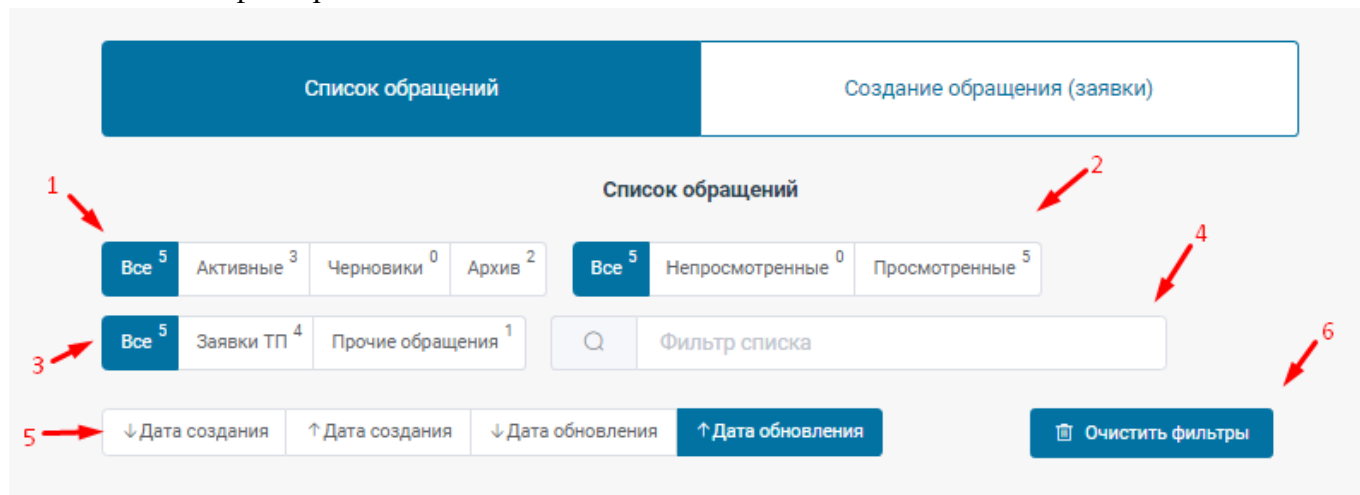 Список обращений Создание обращения (заявки)
1 Список обращений 2
4
Все 5 Активные 3 Черновики 0 Архив 2 Все 5 Непросмотренные 0 Просмотренные 5
3 Все 5 Заявки ТП 4 Прочие обращения 1 Фильтр списка 6
5 ↓Дата создания ↑Дата создания ↓Дата обновления ↑Дата обновления Очистить фильтры